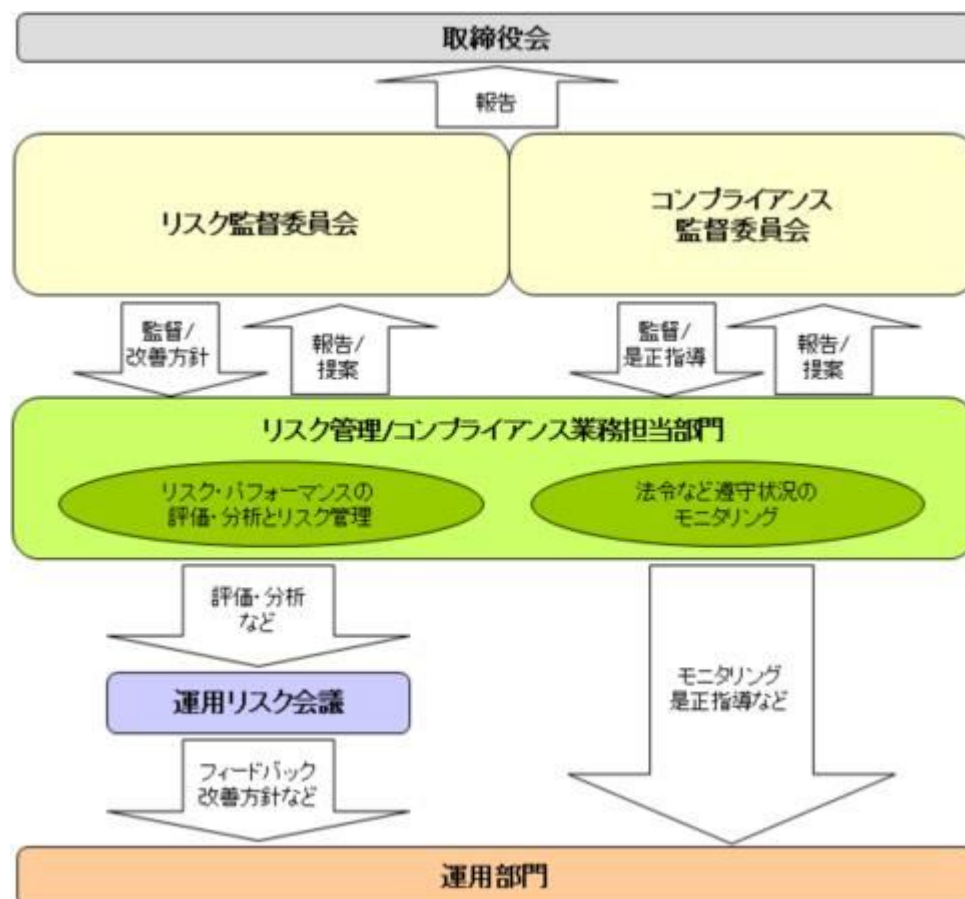 取締役会
報告
リスク監督委員会
コンプライアンス
監督委員会
監督/
改善方針
報告/
提案
監督/
是正指導
報告/
提案
リスク管理/コンプライアンス業務担当部門
リスク・パフォーマンスの
評価・分析とリスク管理
法令など遵守状況の
モニタリング
評価・分析
など
運用リスク会議
モニタリング
是正指導など
フィードバック
改善方針など
運用部門